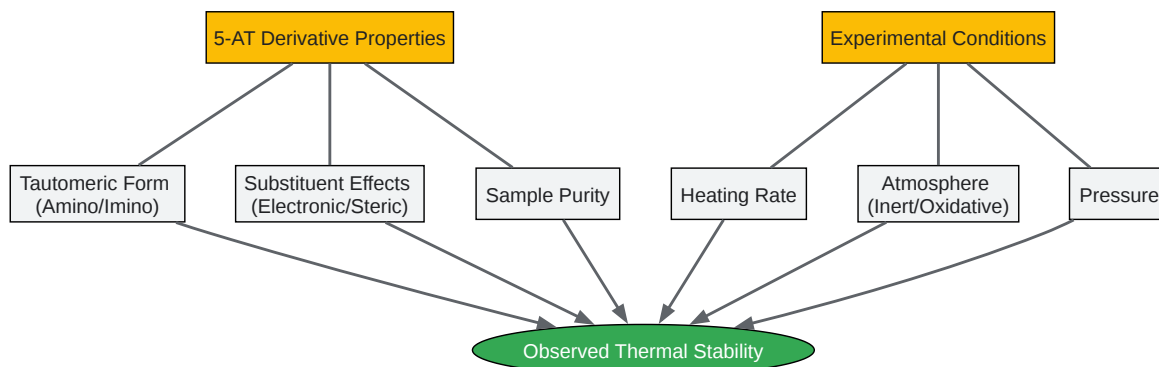 5-AT Derivative Properties
Experimental Conditions
Tautomeric Form
(Amino/Imino)
Substituent Effects
(Electronic/Steric)
Sample Purity
Heating Rate
Atmosphere
(Inert/Oxidative)
Pressure
Observed Thermal Stability